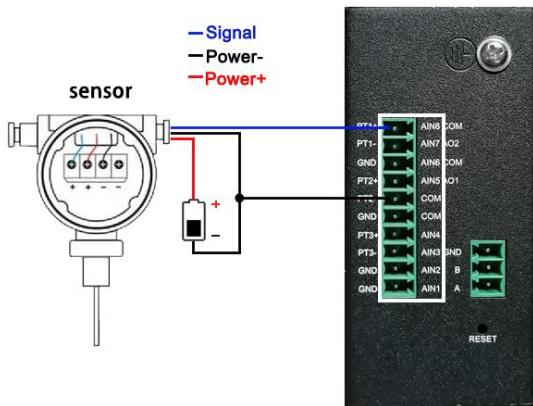 Signal
Power-
Power+
sensor
+ + - -
+
-
PT1+ AIN8 COM
PT1- AIN7 AO2
GND AIN6 COM
PT2+ AIN5 AO1
PT2- COM
GND COM
PT3+ AIN4
PT3- AIN3 GND
GND AIN2 B
GND AIN1 A
RESET